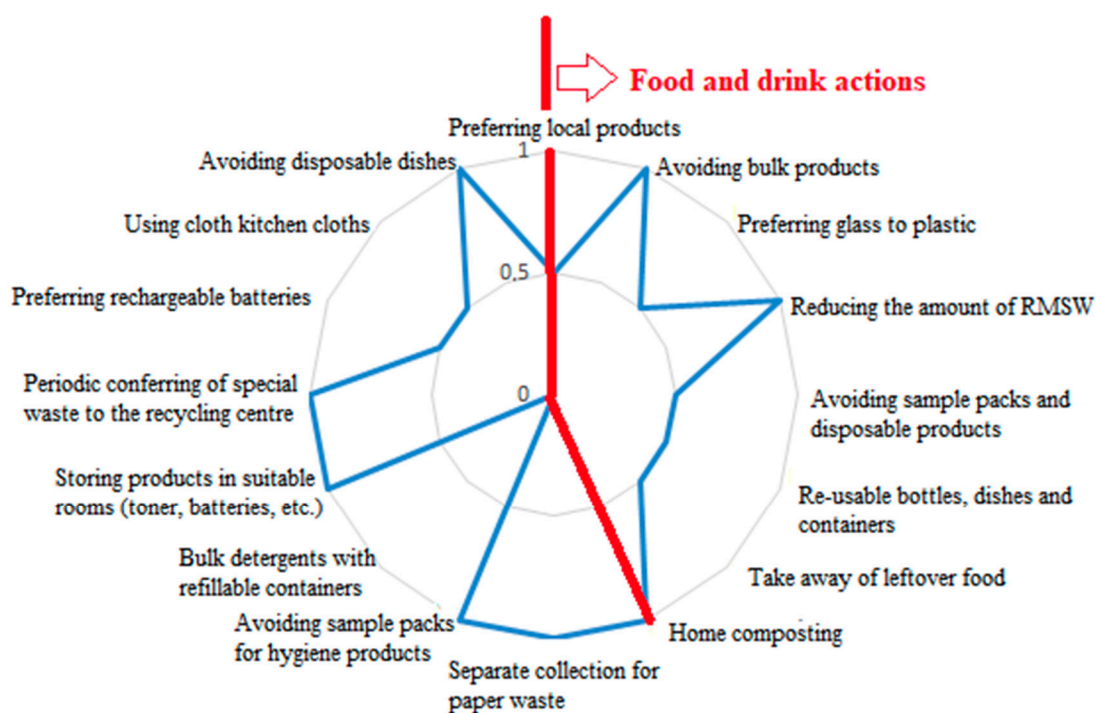 Food and drink actions
Preferring local products
1
Avoiding disposable dishes
Avoiding bulk products
Using cloth kitchen cloths
Preferring glass to plastic
0,5
Preferring rechargeable batteries
Reducing the amount of RMSW
Periodic conferring of special
waste to the recycling centre
0
Avoiding sample packs and
disposable products
Storing products in suitable
rooms (toner, batteries, etc.)
Re-usable bottles, dishes and
containers
Bulk detergents with
refillable containers
Take away of leftover food
Avoiding sample packs
for hygiene products
Home composting
Separate collection for
paper waste